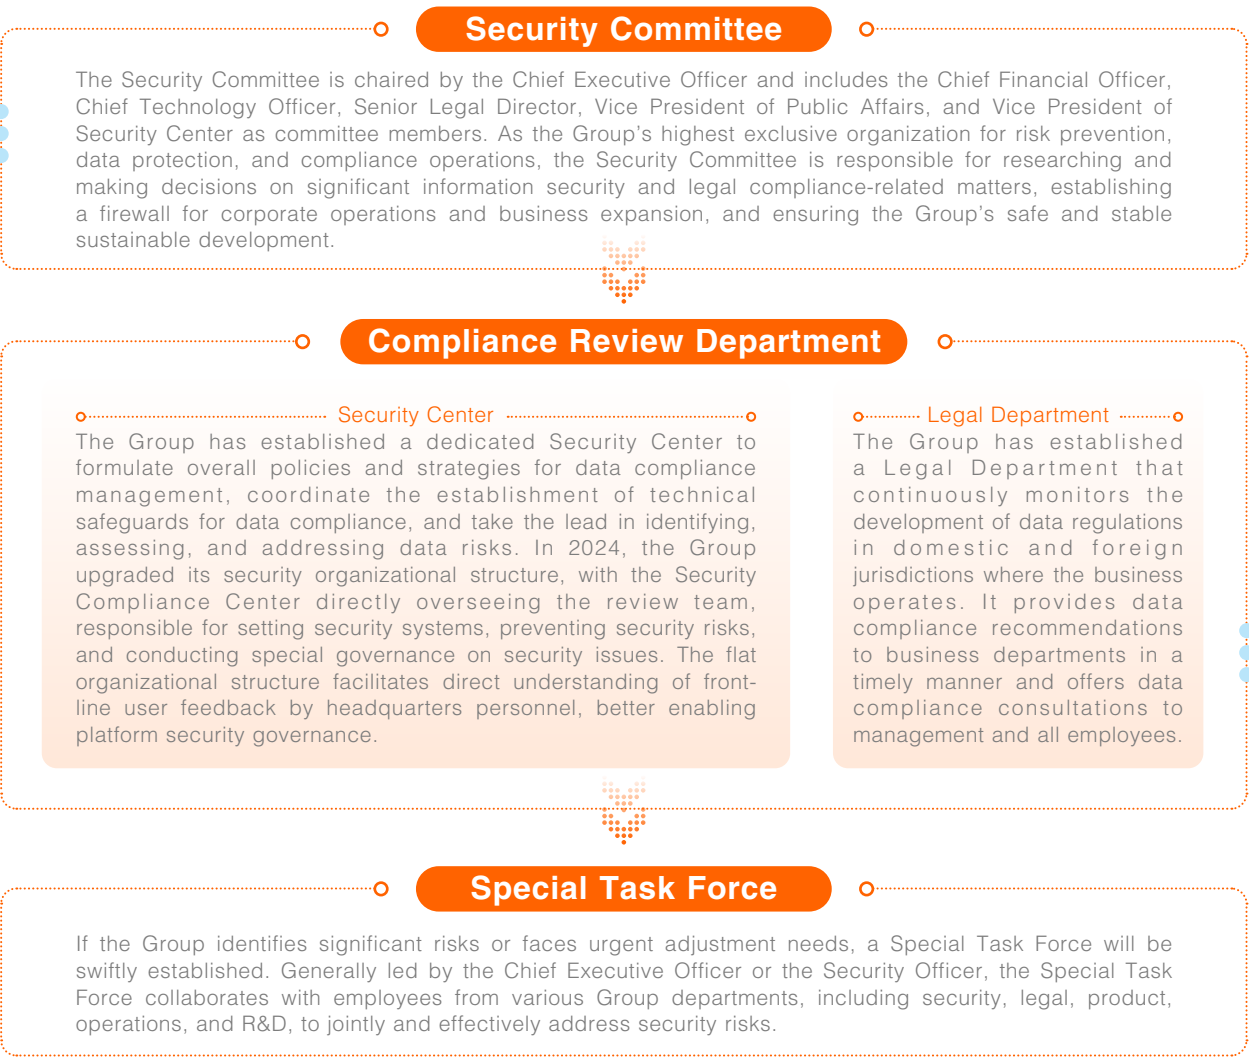 Security Committee
The Security Committee is chaired by the Chief Executive Officer and includes the Chief Financial Officer,
Chief Technology Officer, Senior Legal Director, Vice President of Public Affairs, and Vice President of
Security Center as committee members. As the Group's highest exclusive organization for risk prevention,
data protection, and compliance operations, the Security Committee is responsible for researching and
making decisions on significant information security and legal compliance-related matters, establishing
a firewall for corporate operations and business expansion, and ensuring the Group's safe and stable
sustainable development.
Compliance Review Department
Security Center
The Group has established a dedicated Security Center to
formulate overall policies and strategies for data compliance
management, coordinate the establishment of technical
safeguards for data compliance, and take the lead in identifying,
assessing, and addressing data risks. In 2024, the Group
upgraded its security organizational structure, with the Security
Compliance Center directly overseeing the review team,
responsible for setting security systems, preventing security risks,
and conducting special governance on security issues. The flat
organizational structure facilitates direct understanding of front-
line user feedback by headquarters personnel, better enabling
platform security governance.
Legal Department
The Group has established
a Legal Department that
continuously monitors the
development of data regulations
in domestic and foreign
jurisdictions where the business
operates. It provides data
compliance recommendations
to business departments in a
timely manner and offers data
compliance consultations to
management and all employees.
Special Task Force
If the Group identifies significant risks or faces urgent adjustment needs, a Special Task Force will be
swiftly established. Generally led by the Chief Executive Officer or the Security Officer, the Special Task
Force collaborates with employees from various Group departments, including security, legal, product,
operations, and R&D, to jointly and effectively address security risks.